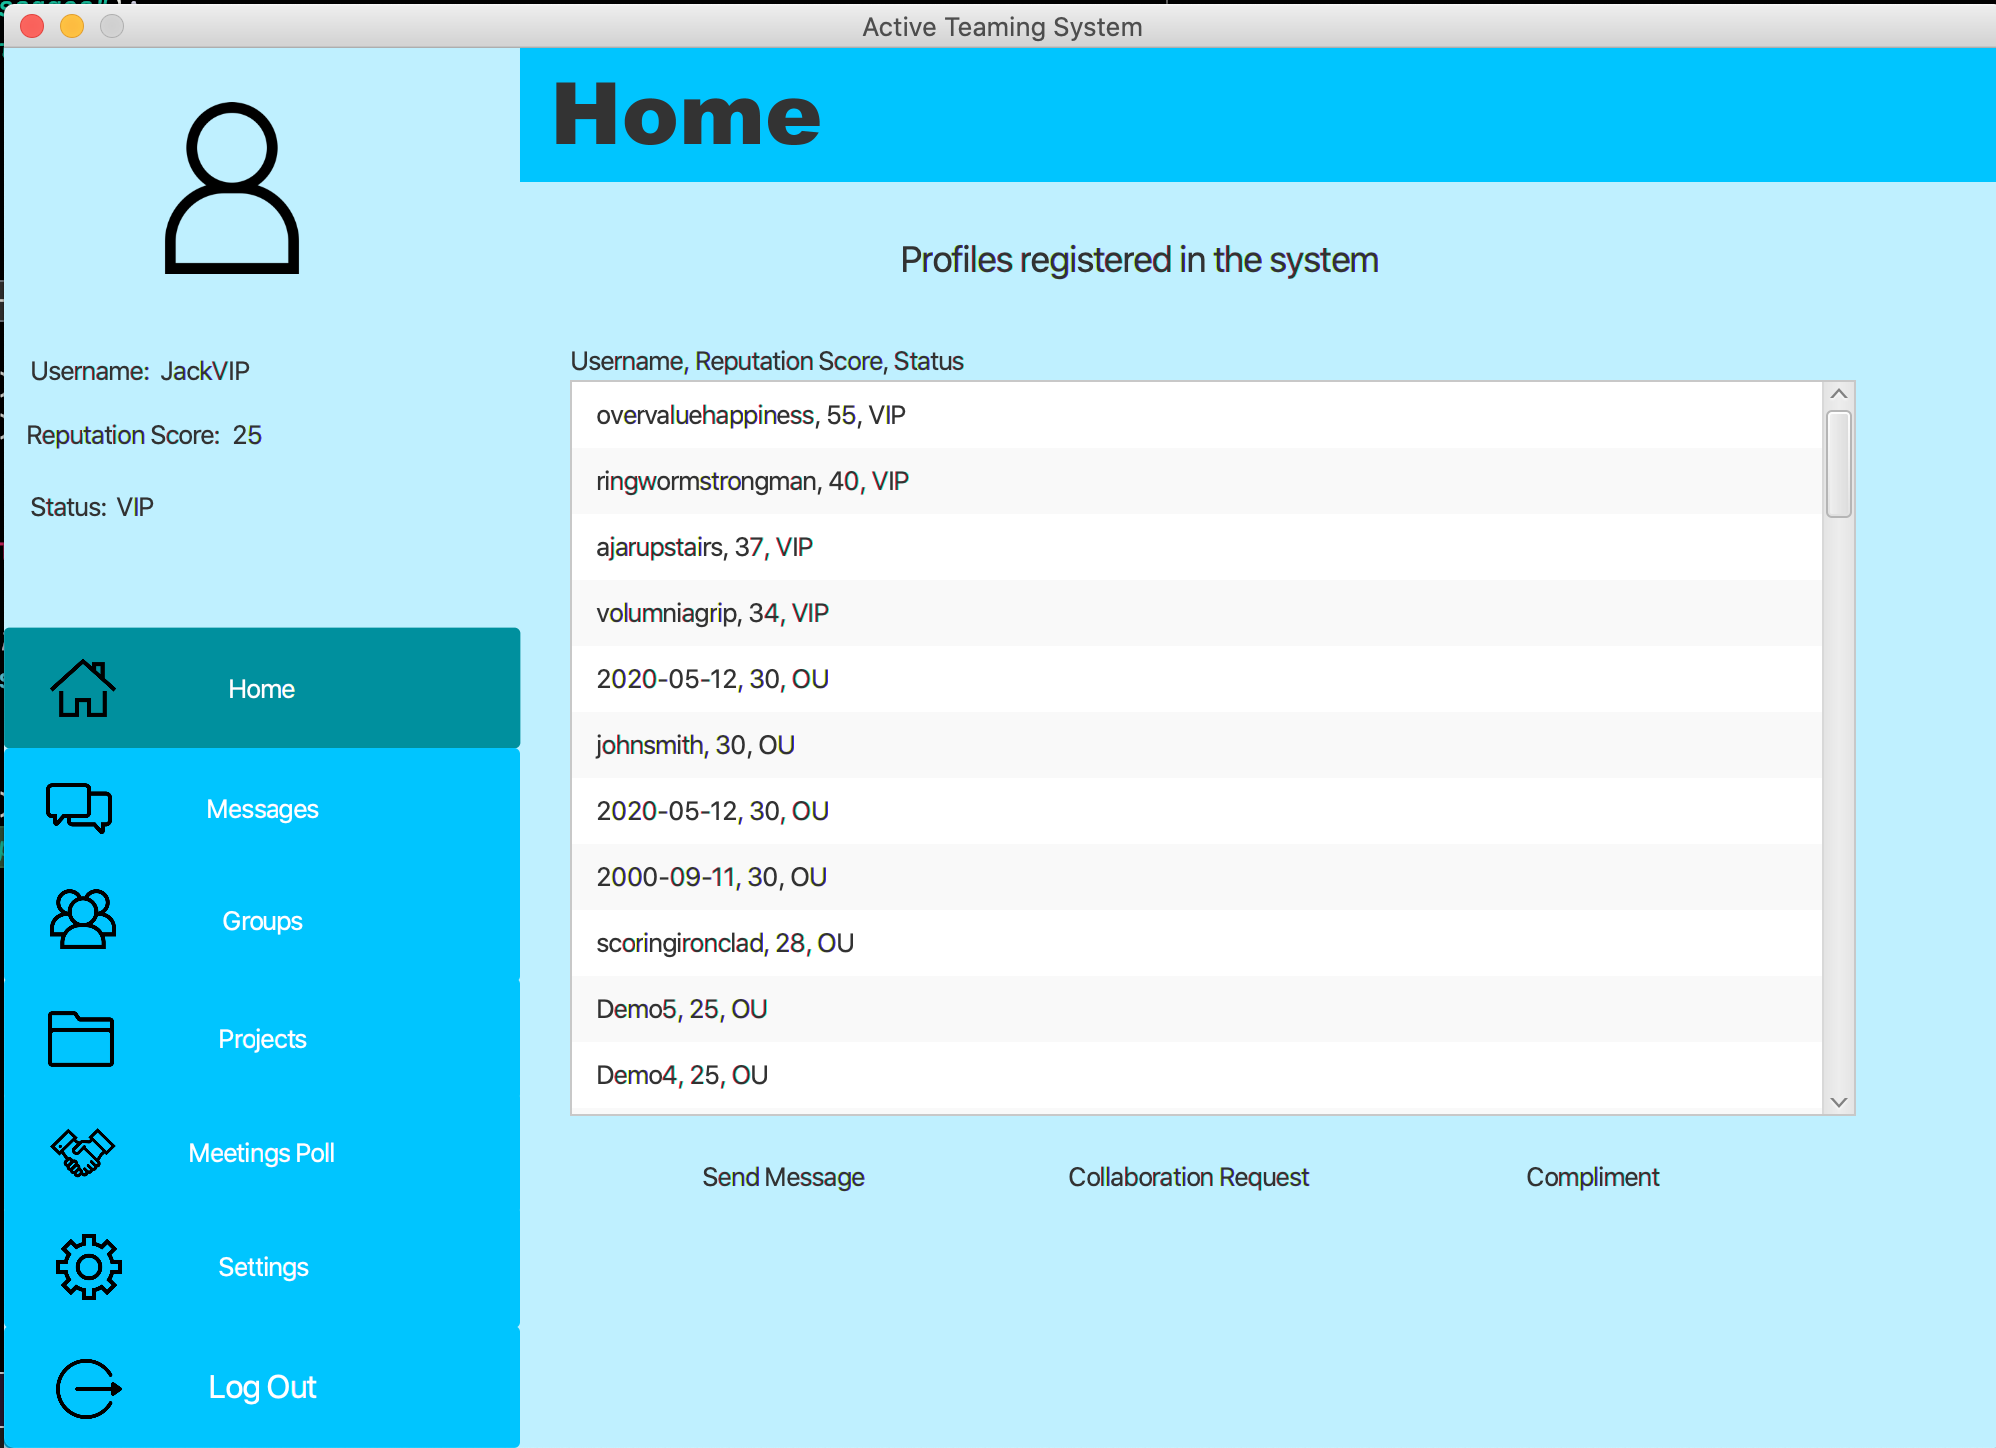 Active Teaming System
Home
Username: JackVIP
Reputation Score: 25
Status: VIP
Home
Messages
Groups
Projects
Meetings Poll
Settings
Log Out
Profiles registered in the system
Username, Reputation Score, Status
overvaluehappiness, 55, VIP
ringwormstrongman, 40, VIP
ajarupstairs, 37, VIP
volumniagrip, 34, VIP
2020-05-12, 30, OU
johnsmith, 30, OU
2020-05-12, 30, OU
2000-09-11, 30, OU
scoringironclad, 28, OU
Demo5, 25, OU
Demo4, 25, OU
Send Message
Collaboration Request
Compliment